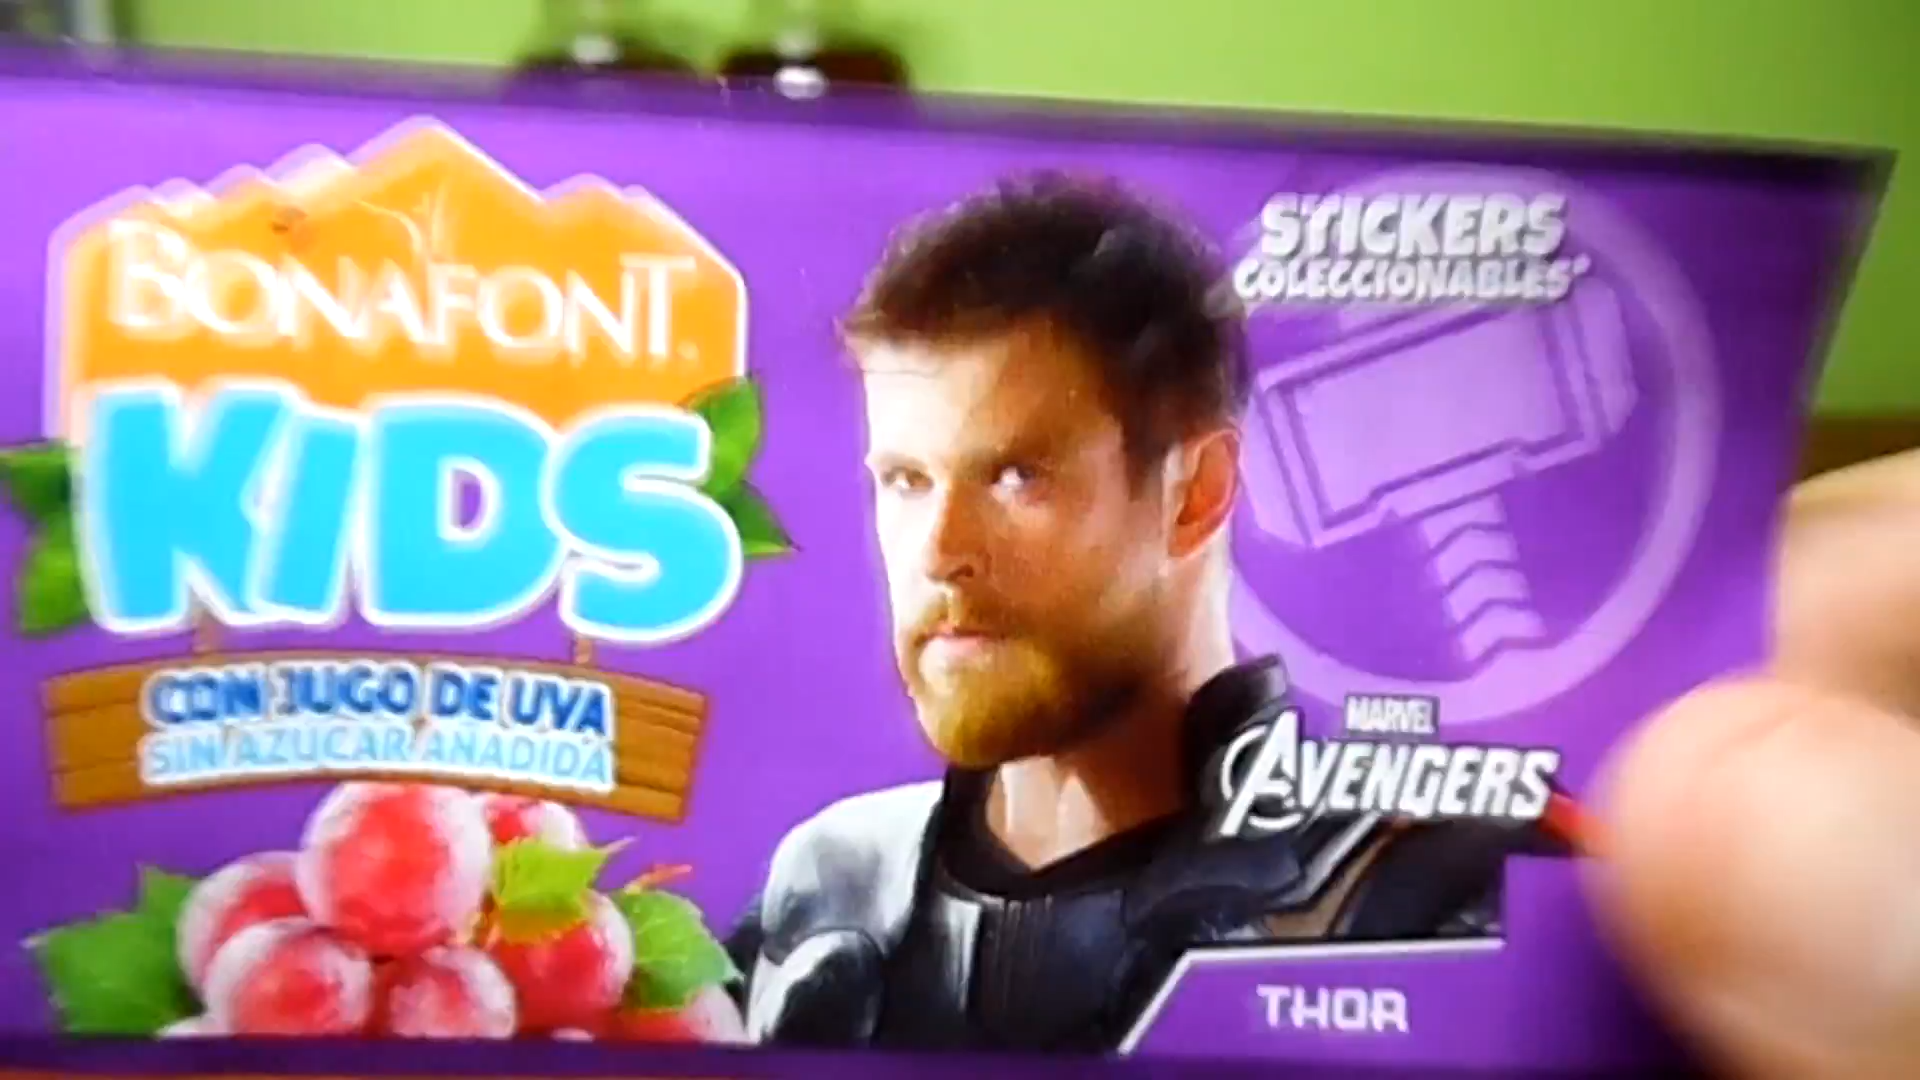 BONAFONT.
KIDS
CON JUGO DE UVA
SIN AZÚCAR AÑADIDA
STICKERS
COLECCIONABLES*
MARVEL
AVENGERS
THOR